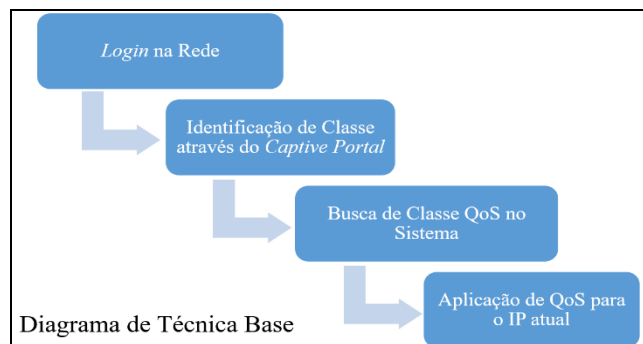 Login na Rede
Identificação de Classe
através do Captive Portal
Busca de Classe QoS no
Sistema
Aplicação de QoS para
o IP atual
Diagrama de Técnica Base